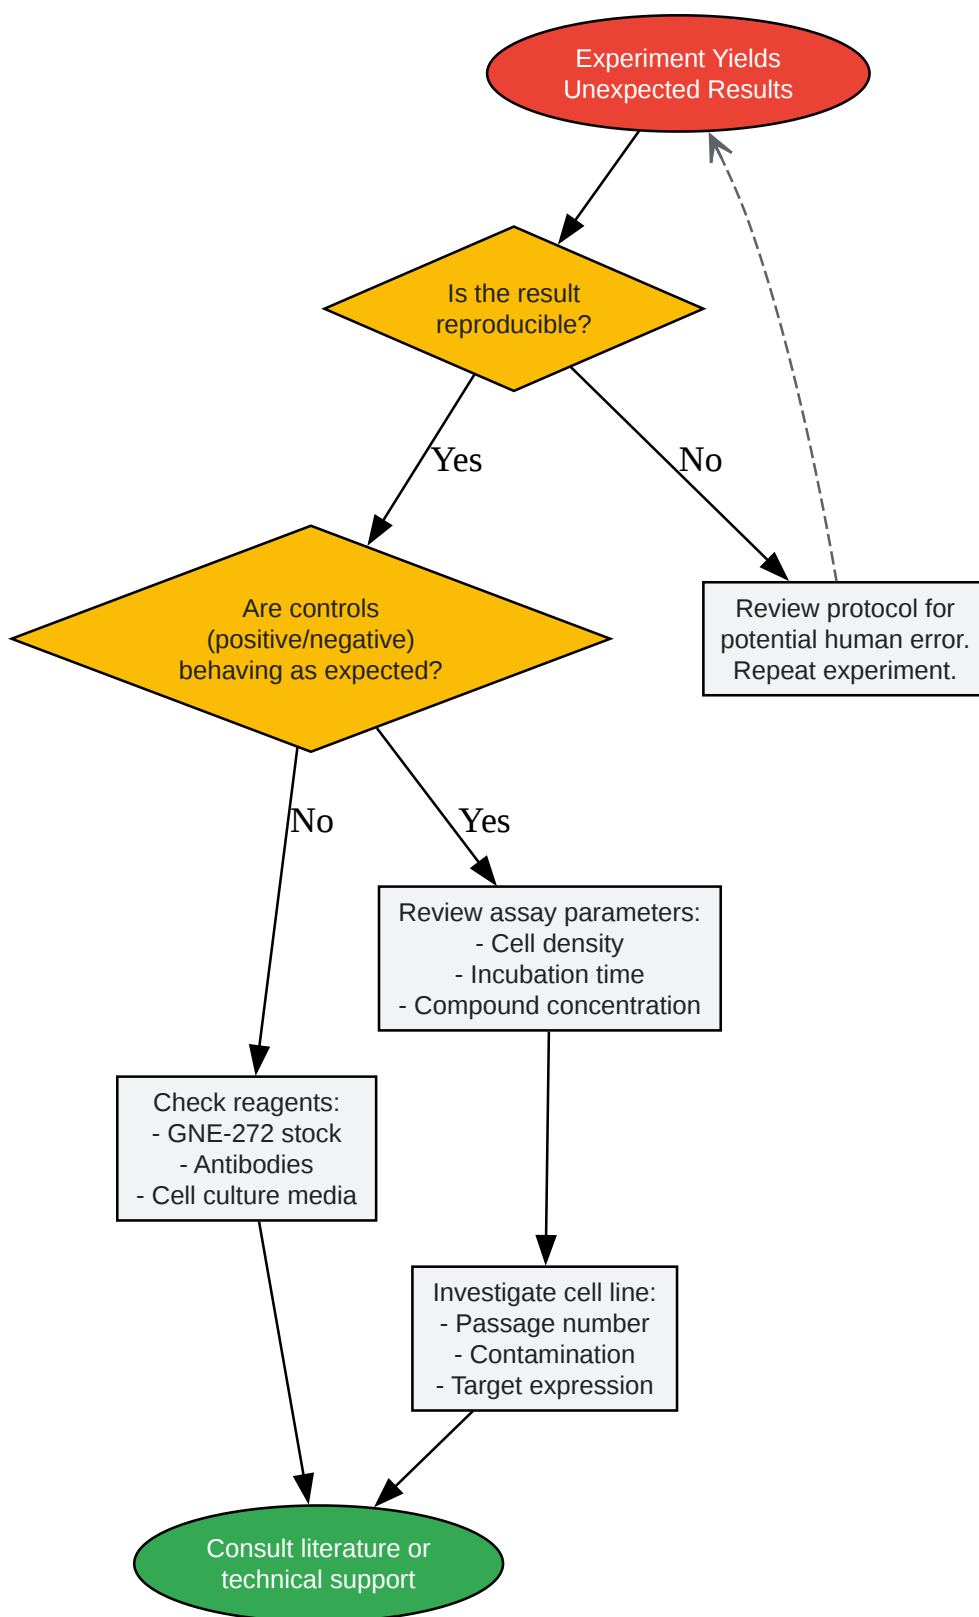 Experiment Yields
Unexpected Results
Is the result
reproducible?
Yes
No
Are controls
(positive/negative)
behaving as expected?
Review protocol for
potential human error.
Repeat experiment.
No
Yes
Review assay parameters:
- Cell density
- Incubation time
- Compound concentration
Check reagents:
- GNE-272 stock
- Antibodies
- Cell culture media
Investigate cell line:
- Passage number
- Contamination
- Target expression
Consult literature or
technical support